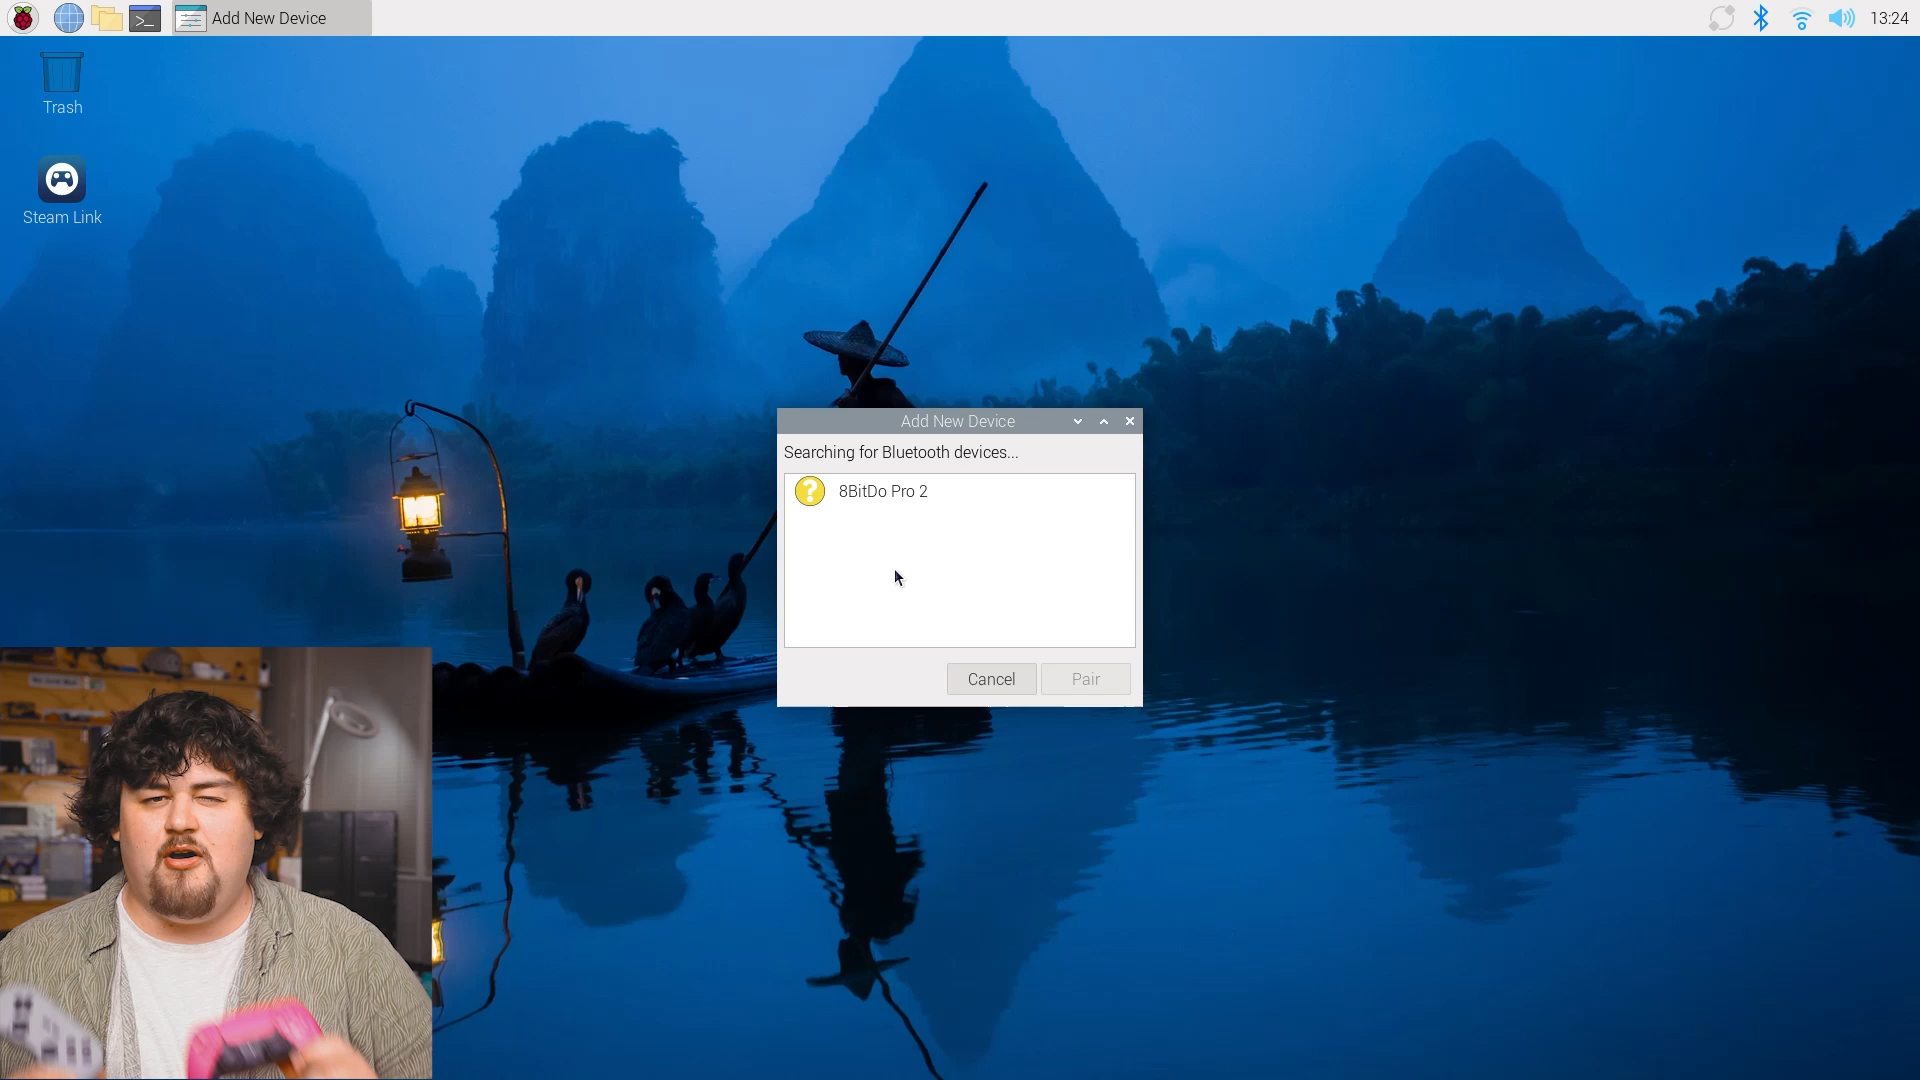 Add New Device
13:24
Trash
Steam Link
Add New Device
Searching for Bluetooth devices...
8BitDo Pro 2
Cancel
Pair